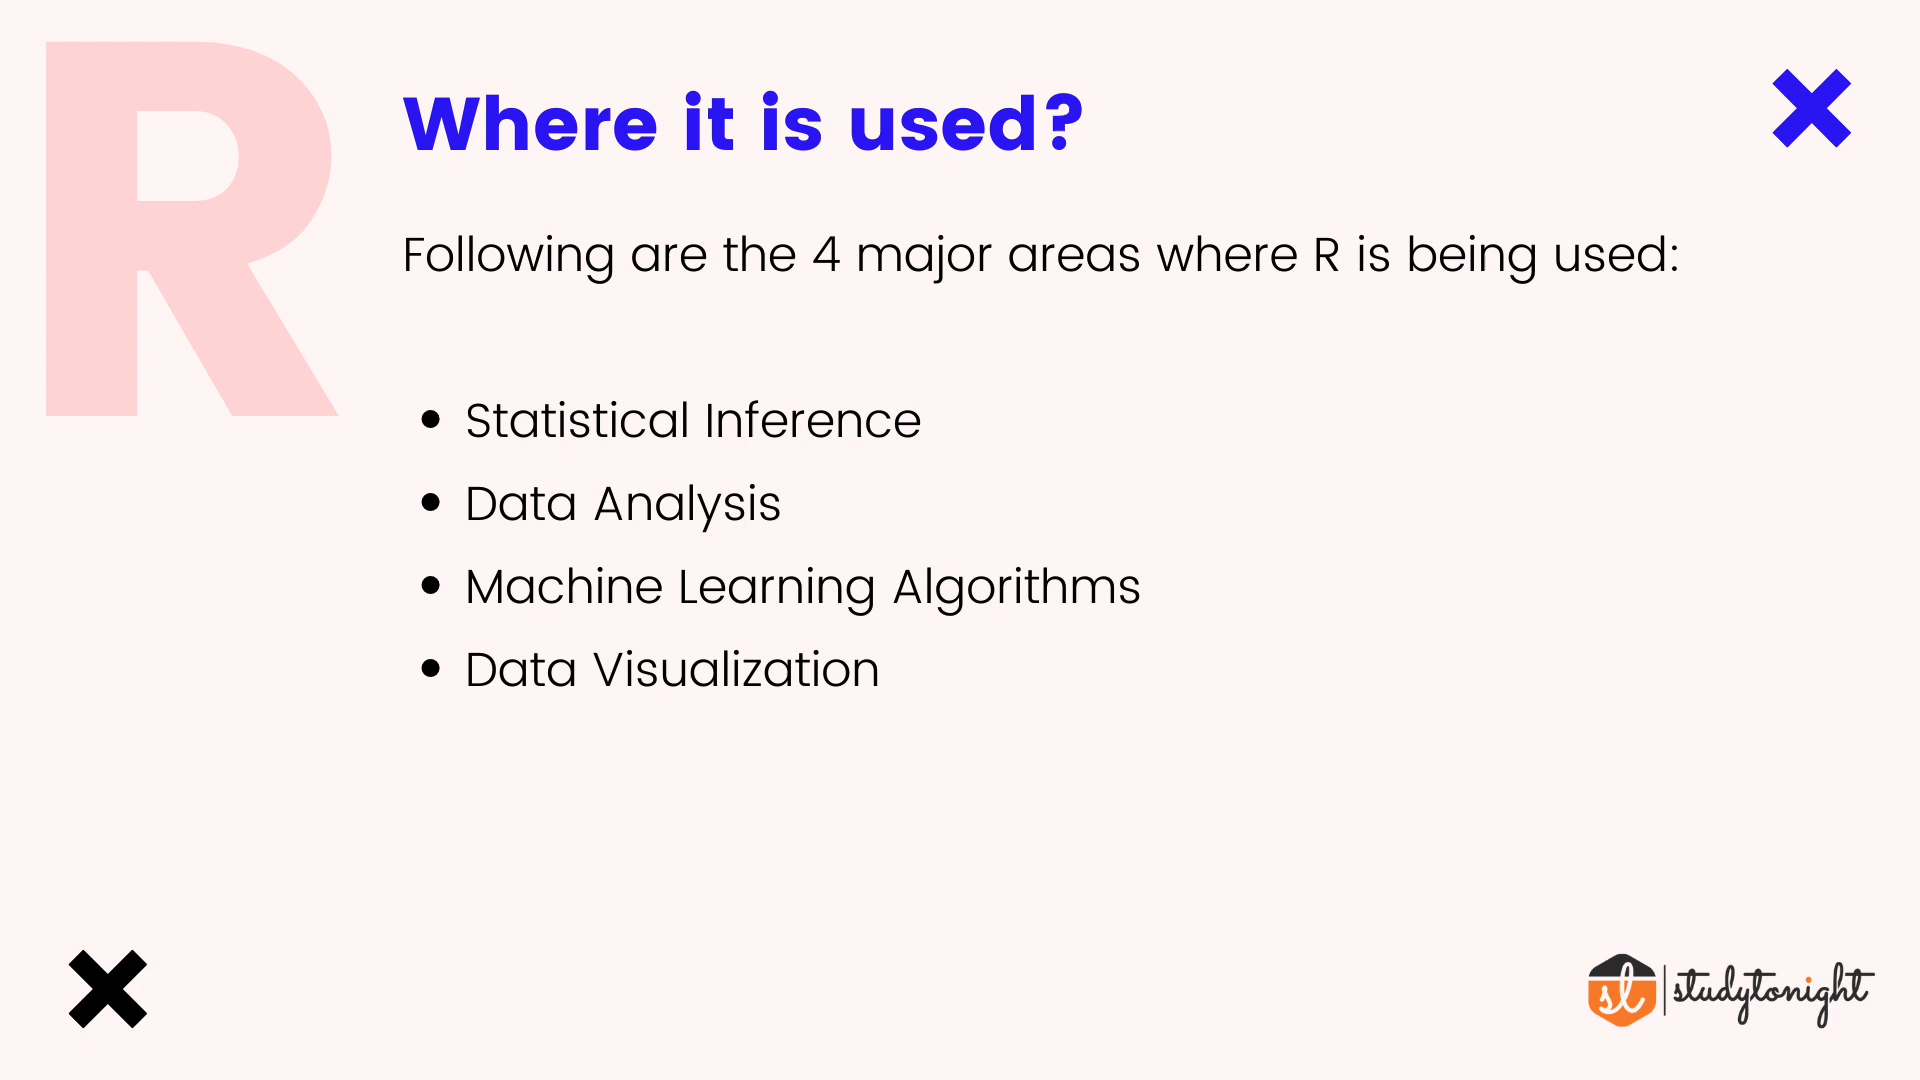 R
Where it is used?
Following are the 4 major areas where R is being used:
• Statistical Inference
• Data Analysis
• Machine Learning Algorithms
• Data Visualization
st | studytonight